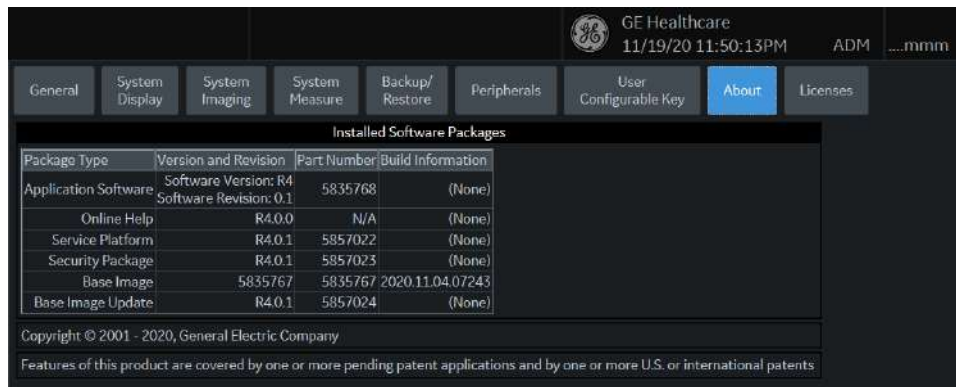 GE Healthcare
11/19/20 11:50:13PM ADM ....mmm
General System Display System Imaging System Measure Backup/ Restore Peripherals User Configurable Key About Licenses
Installed Software Packages
Package Type Version and Revision Part Number Build Information
Application Software Software Version: R4 Software Revision: 0.1 5835768 (None)
Online Help R4.0.0 N/A (None)
Service Platform R4.0.1 5857022 (None)
Security Package R4.0.1 5857023 (None)
Base Image 5835767 5835767 2020.11.04.07243
Base Image Update R4.0.1 5857024 (None)
Copyright © 2001 - 2020, General Electric Company
Features of this product are covered by one or more pending patent applications and by one or more U.S. or international patents